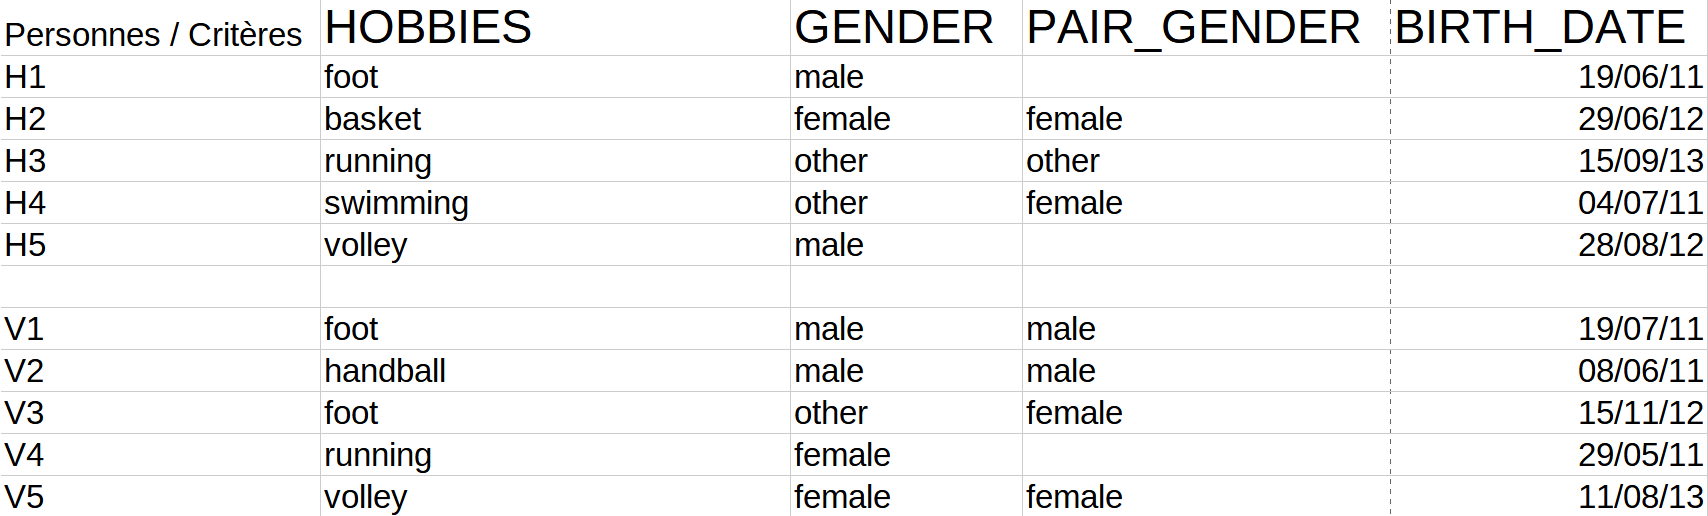 Personnes / Critères HOBBIES GENDER PAIR_GENDER BIRTH_DATE
H1 foot male 19/06/11
H2 basket female female 29/06/12
H3 running other other 15/09/13
H4 swimming other female 04/07/11
H5 volley male 28/08/12
V1 foot male male 19/07/11
V2 handball male male 08/06/11
V3 foot other female 15/11/12
V4 running female 29/05/11
V5 volley female female 11/08/13